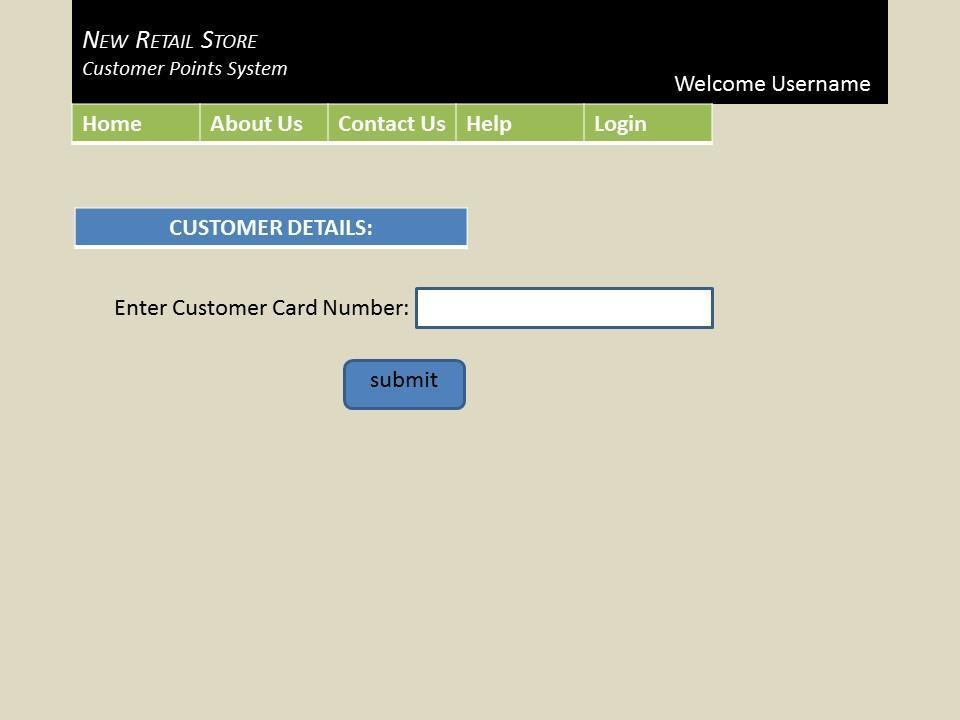 New Retail Store
Customer Points System
Welcome Username
Home About Us Contact Us Help Login
CUSTOMER DETAILS:
Enter Customer Card Number:
submit